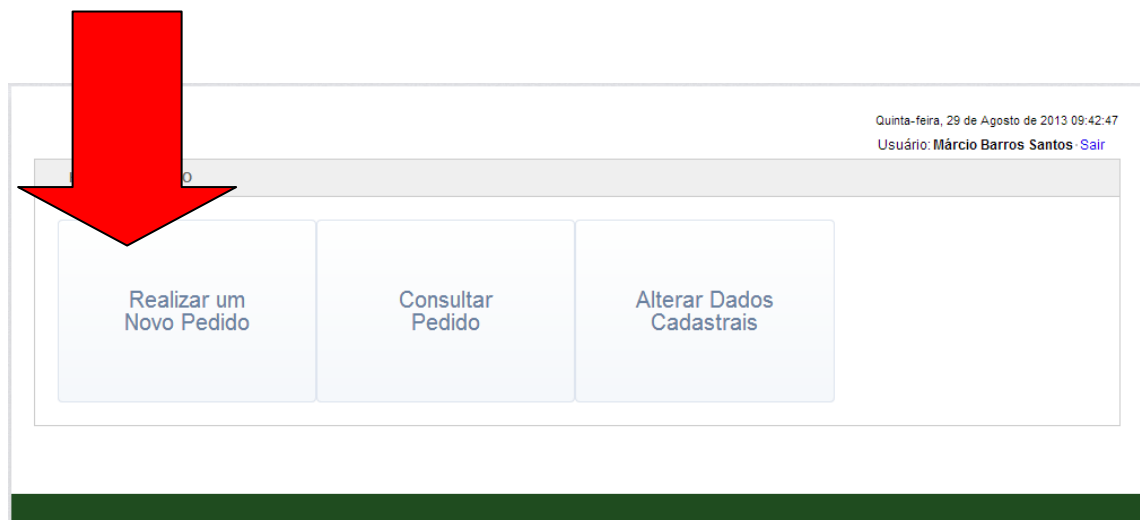 Quinta-feira, 29 de Agosto de 2013 09:42:47
Usuário: Márcio Barros Santos · Sair
Realizar um
Novo Pedido
Consultar
Pedido
Alterar Dados
Cadastrais